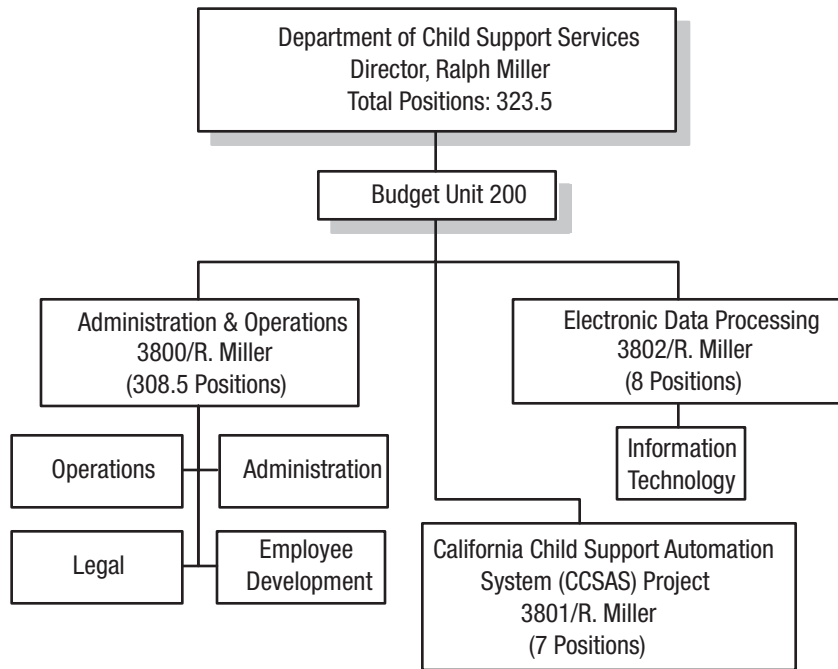 Department of Child Support Services
Director, Ralph Miller
Total Positions: 323.5
Budget Unit 200
Administration & Operations
3800/R. Miller
(308.5 Positions)
Electronic Data Processing
3802/R. Miller
(8 Positions)
Operations
Administration
Information
Technology
Legal
Employee
Development
California Child Support Automation
System (CCSAS) Project
3801/R. Miller
(7 Positions)